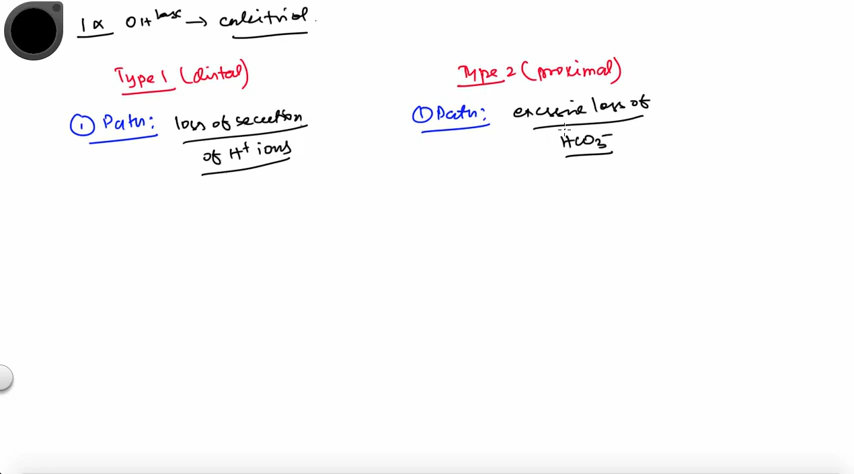 1α OHlase → calcitriol.
Type 1 (distal)
Type 2 (proximal)
① Path: loss of secretion
of H⁺ ions
① Path: excessive loss of
HCO₃⁻